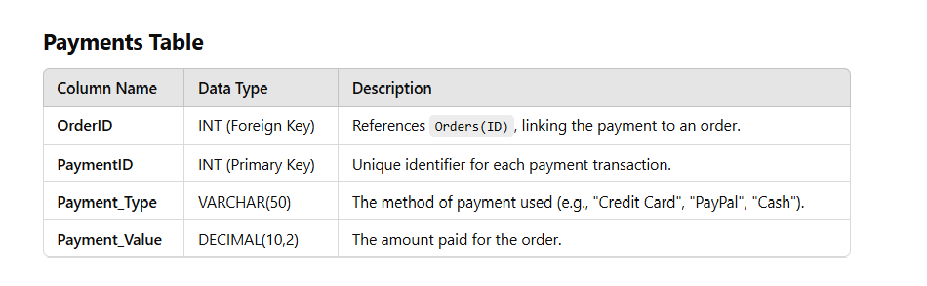 Payments Table
Column Name Data Type Description
OrderID INT (Foreign Key) References Orders(ID) , linking the payment to an order.
PaymentID INT (Primary Key) Unique identifier for each payment transaction.
Payment_Type VARCHAR(50) The method of payment used (e.g., "Credit Card", "PayPal", "Cash").
Payment_Value DECIMAL(10,2) The amount paid for the order.